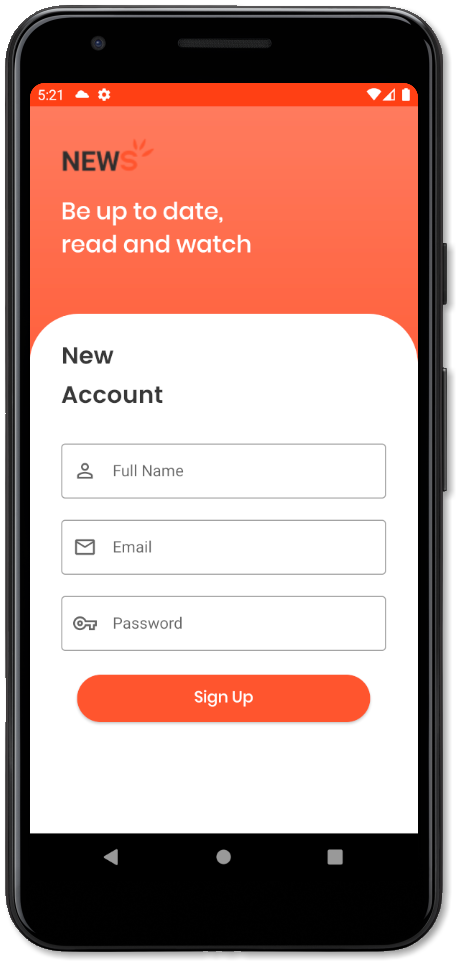 5:21
NEWS
Be up to date,
read and watch
New
Account
Full Name
Email
Password
Sign Up